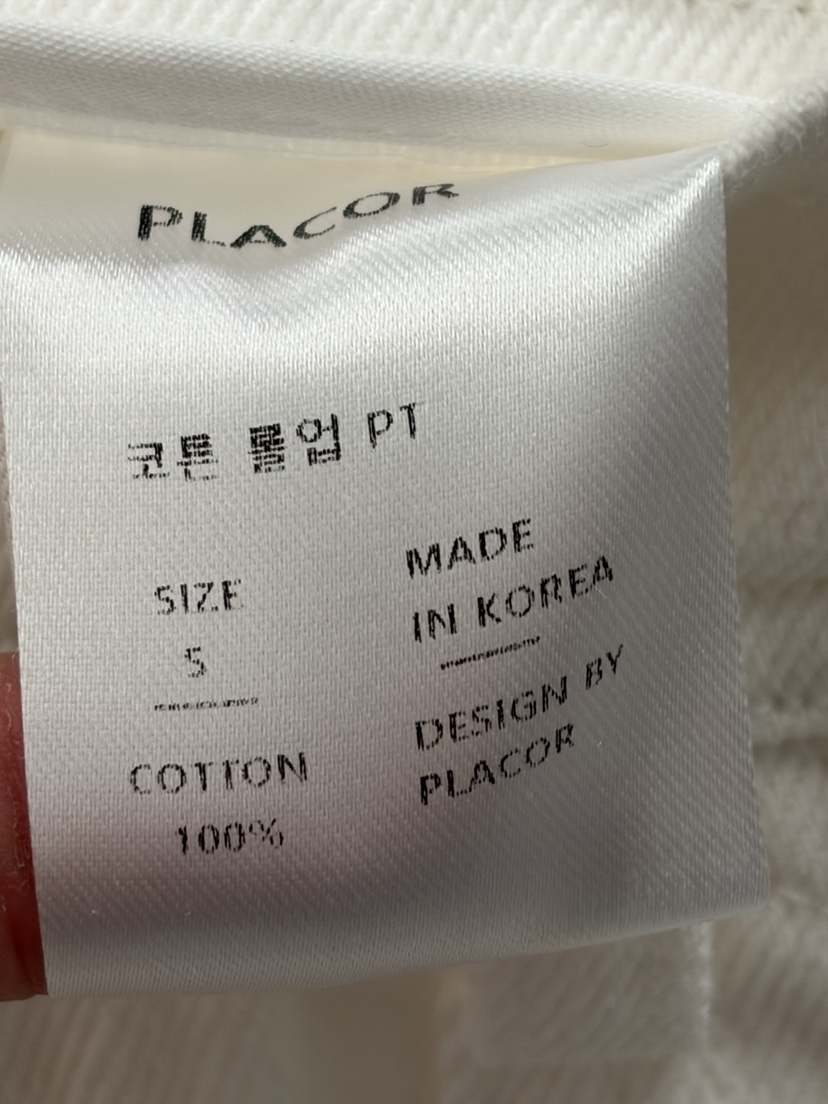 PLACOR
코튼 롤업 PT
SIZE
S
COTTON
100%
MADE
IN KOREA
DESIGN BY
PLACOR